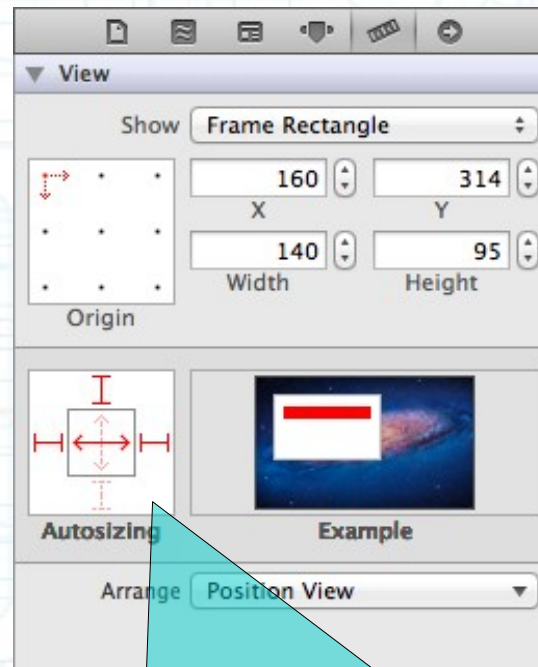 View
Show Frame Rectangle
160 314
X Y
140 95
Width Height
Origin
Autosizing Example
Arrange Position View